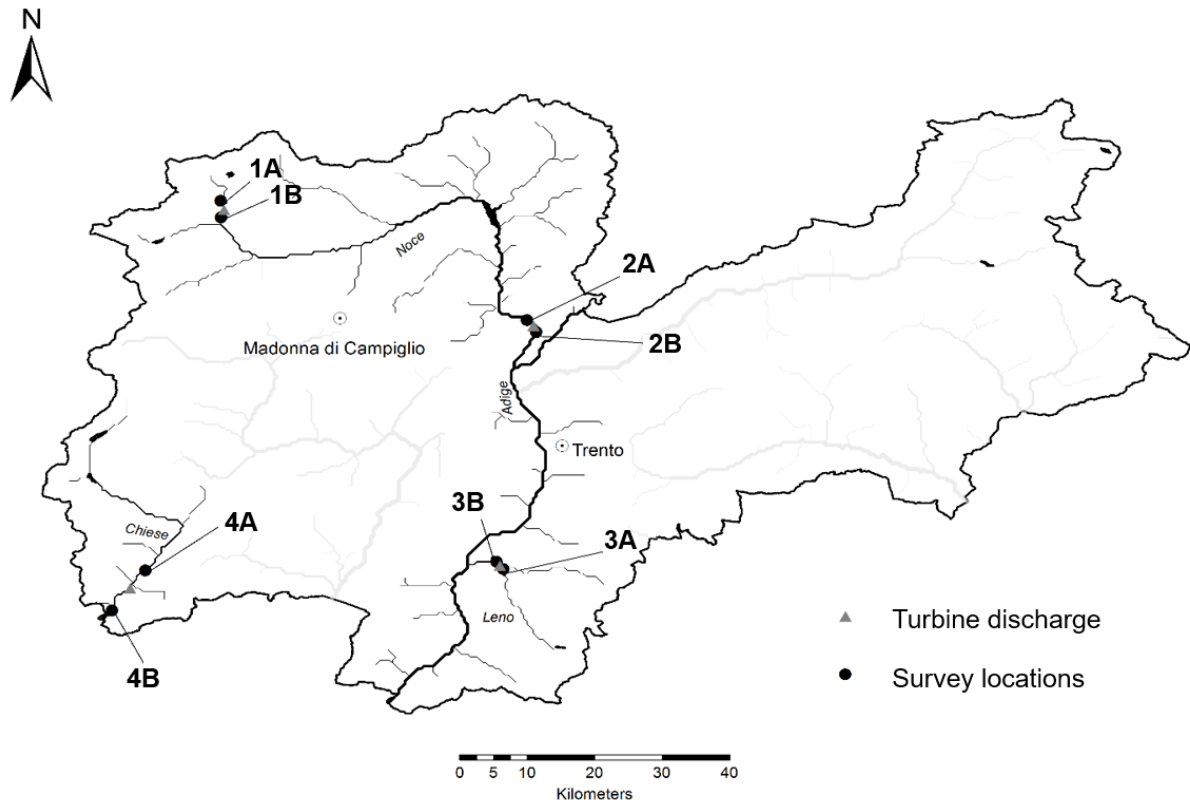 N
1A
1B
Noce
2A
Madonna di Campiglio
2B
Adige
Trento
3B
4A
Chiese
3A
Leno
Turbine discharge
4B
Survey locations
0 5 10 20 30 40
Kilometers